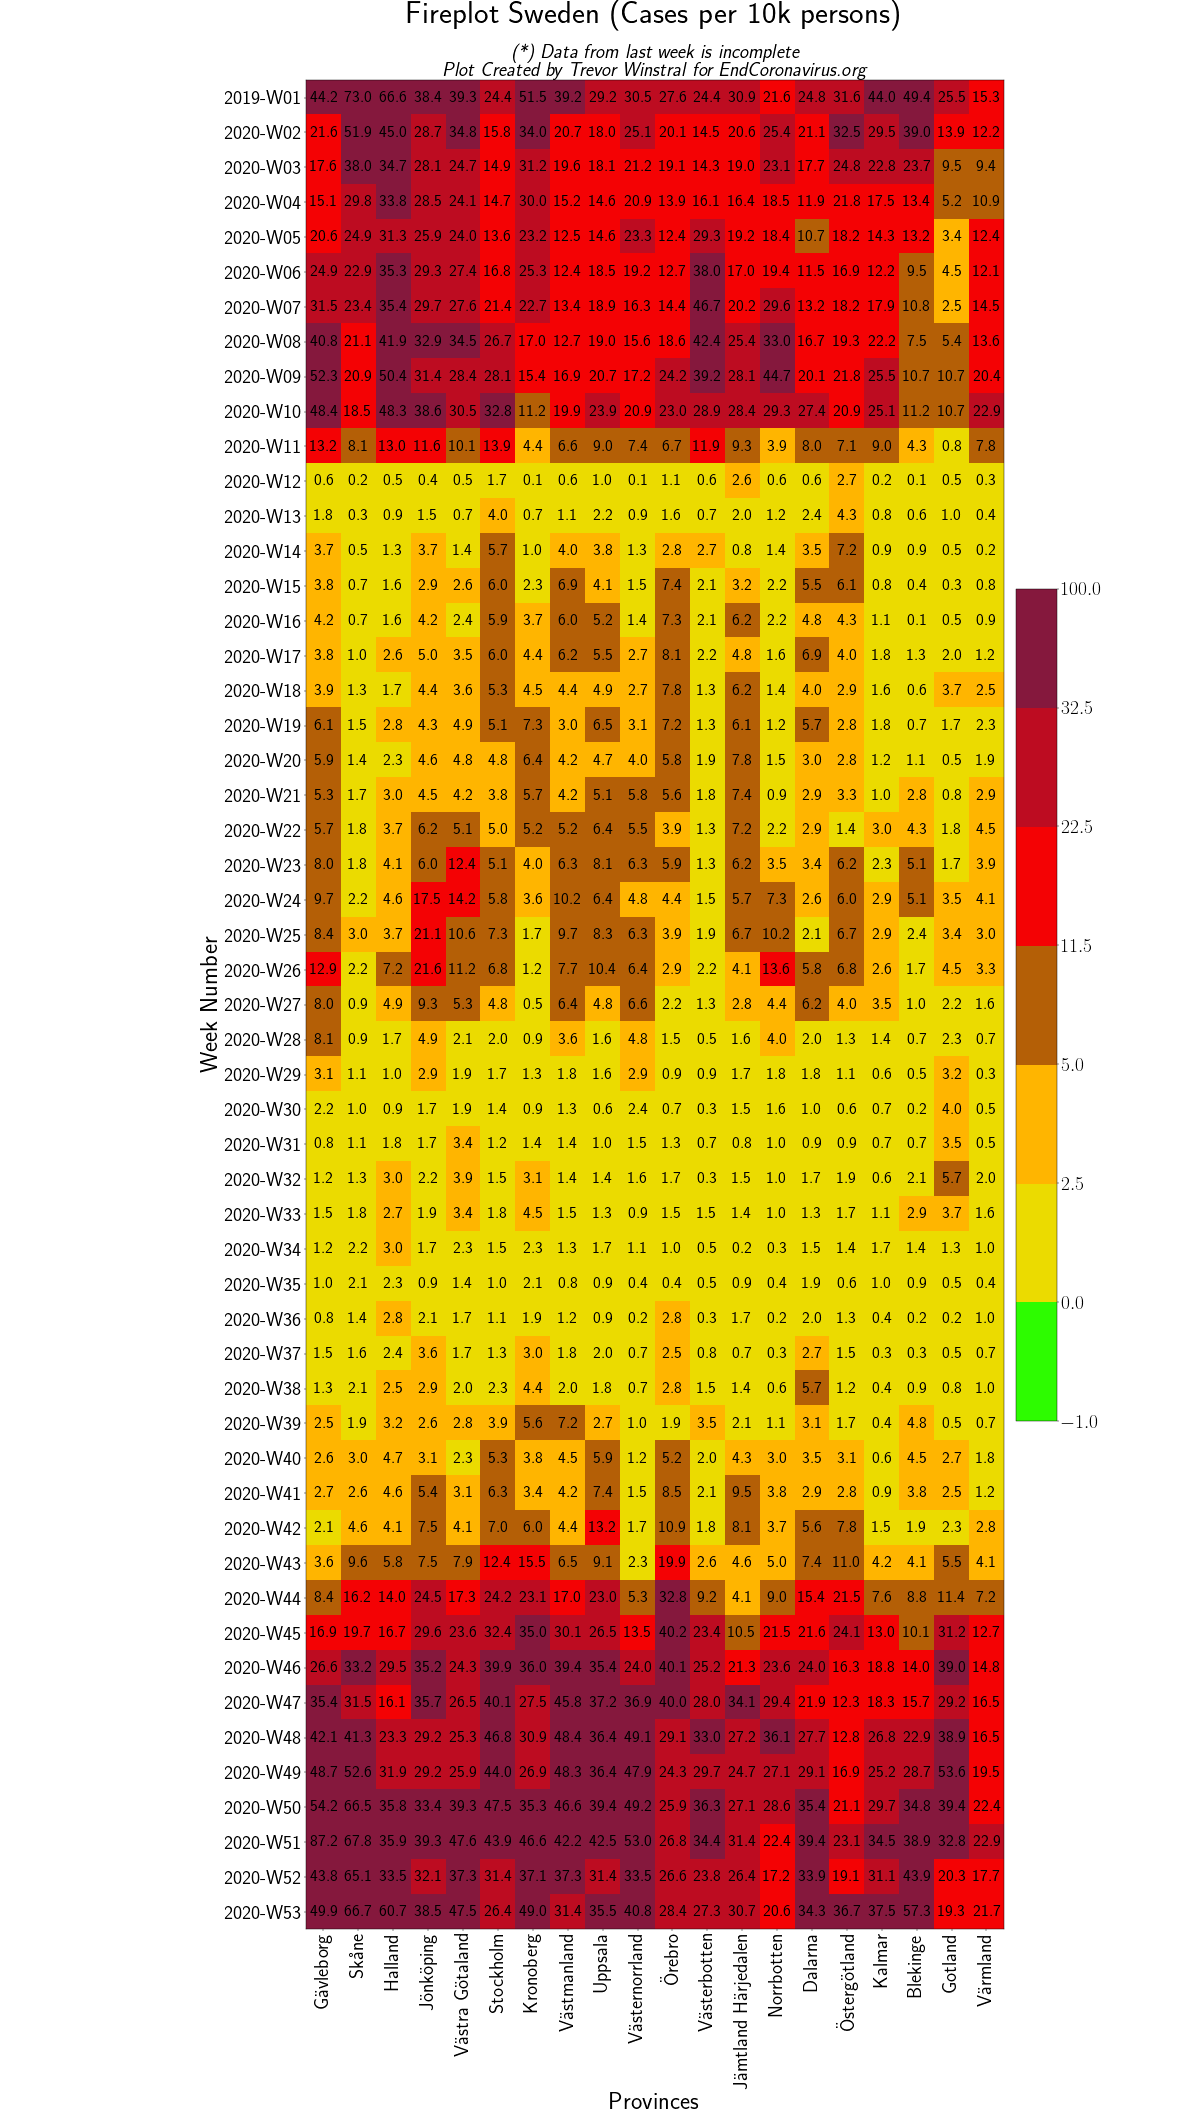 Fireplot Sweden (Cases per 10k persons)
(*) Data from last week is incomplete
Plot Created by Trevor Winstral for EndCoronavirus.org
2019-W01 44.2 73.0 66.6 38.4 39.3 24.4 51.5 39.2 29.2 30.5 27.6 24.4 30.9 21.6 24.8 31.6 44.0 49.4 25.5 15.3
2020-W02 21.6 51.9 45.0 28.7 34.8 15.8 34.0 20.7 18.0 25.1 20.1 14.5 20.6 25.4 21.1 32.5 29.5 39.0 13.9 12.2
2020-W03 17.6 38.0 34.7 28.1 24.7 14.9 31.2 19.6 18.1 21.2 19.1 14.3 19.0 23.1 17.7 24.8 22.8 23.7 9.5 9.4
2020-W04 15.1 29.8 33.8 28.5 24.1 14.7 30.0 15.2 14.6 20.9 13.9 16.1 16.4 18.5 11.9 21.8 17.5 13.4 5.2 10.9
2020-W05 20.6 24.9 31.3 25.9 24.0 13.6 23.2 12.5 14.6 23.3 12.4 29.3 19.2 18.4 10.7 18.2 14.3 13.2 3.4 12.4
2020-W06 24.9 22.9 35.3 29.3 27.4 16.8 25.3 12.4 18.5 19.2 12.7 38.0 17.0 19.4 11.5 16.9 12.2 9.5 4.5 12.1
2020-W07 31.5 23.4 35.4 29.7 27.6 21.4 22.7 13.4 18.9 16.3 14.4 46.7 20.2 29.6 13.2 18.2 17.9 10.8 2.5 14.5
2020-W08 40.8 21.1 41.9 32.9 34.5 26.7 17.0 12.7 19.0 15.6 18.6 42.4 25.4 33.0 16.7 19.3 22.2 7.5 5.4 13.6
2020-W09 52.3 20.9 50.4 31.4 28.4 28.1 15.4 16.9 20.7 17.2 24.2 39.2 28.1 44.7 20.1 21.8 25.5 10.7 10.7 20.4
2020-W10 48.4 18.5 48.3 38.6 30.5 32.8 11.2 19.9 23.9 20.9 23.0 28.9 28.4 29.3 27.4 20.9 25.1 11.2 10.7 22.9
2020-W11 13.2 8.1 13.0 11.6 10.1 13.9 4.4 6.6 9.0 7.4 6.7 11.9 9.3 3.9 8.0 7.1 9.0 4.3 0.8 7.8
2020-W12 0.6 0.2 0.5 0.4 0.5 1.7 0.1 0.6 1.0 0.1 1.1 0.6 2.6 0.6 0.6 2.7 0.2 0.1 0.5 0.3
2020-W13 1.8 0.3 0.9 1.5 0.7 4.0 0.7 1.1 2.2 0.9 1.6 0.7 2.0 1.2 2.4 4.3 0.8 0.6 1.0 0.4
2020-W14 3.7 0.5 1.3 3.7 1.4 5.7 1.0 4.0 3.8 1.3 2.8 2.7 0.8 1.4 3.5 7.2 0.9 0.9 0.5 0.2
2020-W15 3.8 0.7 1.6 2.9 2.6 6.0 2.3 6.9 4.1 1.5 7.4 2.1 3.2 2.2 5.5 6.1 0.8 0.4 0.3 0.8
2020-W16 4.2 0.7 1.6 4.2 2.4 5.9 3.7 6.0 5.2 1.4 7.3 2.1 6.2 2.2 4.8 4.3 1.1 0.1 0.5 0.9
2020-W17 3.8 1.0 2.6 5.0 3.5 6.0 4.4 6.2 5.5 2.7 8.1 2.2 4.8 1.6 6.9 4.0 1.8 1.3 2.0 1.2
2020-W18 3.9 1.3 1.7 4.4 3.6 5.3 4.5 4.4 4.9 2.7 7.8 1.3 6.2 1.4 4.0 2.9 1.6 0.6 3.7 2.5
2020-W19 6.1 1.5 2.8 4.3 4.9 5.1 7.3 3.0 6.5 3.1 7.2 1.3 6.1 1.2 5.7 2.8 1.8 0.7 1.7 2.3
2020-W20 5.9 1.4 2.3 4.6 4.8 4.8 6.4 4.2 4.7 4.0 5.8 1.9 7.8 1.5 3.0 2.8 1.2 1.1 0.5 1.9
2020-W21 5.3 1.7 3.0 4.5 4.2 3.8 5.7 4.2 5.1 5.8 5.6 1.8 7.4 0.9 2.9 3.3 1.0 2.8 0.8 2.9
2020-W22 5.7 1.8 3.7 6.2 5.1 5.0 5.2 5.2 6.4 5.5 3.9 1.3 7.2 2.2 2.9 1.4 3.0 4.3 1.8 4.5
2020-W23 8.0 1.8 4.1 6.0 12.4 5.1 4.0 6.3 8.1 6.3 5.9 1.3 6.2 3.5 3.4 6.2 2.3 5.1 1.7 3.9
2020-W24 9.7 2.2 4.6 17.5 14.2 5.8 3.6 10.2 6.4 4.8 4.4 1.5 5.7 7.3 2.6 6.0 2.9 5.1 3.5 4.1
2020-W25 8.4 3.0 3.7 21.1 10.6 7.3 1.7 9.7 8.3 6.3 3.9 1.9 6.7 10.2 2.1 6.7 2.9 2.4 3.4 3.0
2020-W26 12.9 2.2 7.2 21.6 11.2 6.8 1.2 7.7 10.4 6.4 2.9 2.2 4.1 13.6 5.8 6.8 2.6 1.7 4.5 3.3
2020-W27 8.0 0.9 4.9 9.3 5.3 4.8 0.5 6.4 4.8 6.6 2.2 1.3 2.8 4.4 6.2 4.0 3.5 1.0 2.2 1.6
2020-W28 8.1 0.9 1.7 4.9 2.1 2.0 0.9 3.6 1.6 4.8 1.5 0.5 1.6 4.0 2.0 1.3 1.4 0.7 2.3 0.7
2020-W29 3.1 1.1 1.0 2.9 1.9 1.7 1.3 1.8 1.6 2.9 0.9 0.9 1.7 1.8 1.8 1.1 0.6 0.5 3.2 0.3
2020-W30 2.2 1.0 0.9 1.7 1.9 1.4 0.9 1.3 0.6 2.4 0.7 0.3 1.5 1.6 1.0 0.6 0.7 0.2 4.0 0.5
2020-W31 0.8 1.1 1.8 1.7 3.4 1.2 1.4 1.4 1.0 1.5 1.3 0.7 0.8 1.0 0.9 0.9 0.7 0.7 3.5 0.5
2020-W32 1.2 1.3 3.0 2.2 3.9 1.5 3.1 1.4 1.4 1.6 1.7 0.3 1.5 1.0 1.7 1.9 0.6 2.1 5.7 2.0
2020-W33 1.5 1.8 2.7 1.9 3.4 1.8 4.5 1.5 1.3 0.9 1.5 1.5 1.4 1.0 1.3 1.7 1.1 2.9 3.7 1.6
2020-W34 1.2 2.2 3.0 1.7 2.3 1.5 2.3 1.3 1.7 1.1 1.0 0.5 0.2 0.3 1.5 1.4 1.7 1.4 1.3 1.0
2020-W35 1.0 2.1 2.3 0.9 1.4 1.0 2.1 0.8 0.9 0.4 0.4 0.5 0.9 0.4 1.9 0.6 1.0 0.9 0.5 0.4
2020-W36 0.8 1.4 2.8 2.1 1.7 1.1 1.9 1.2 0.9 0.2 2.8 0.3 1.7 0.2 2.0 1.3 0.4 0.2 0.2 1.0
2020-W37 1.5 1.6 2.4 3.6 1.7 1.3 3.0 1.8 2.0 0.7 2.5 0.8 0.7 0.3 2.7 1.5 0.3 0.3 0.5 0.7
2020-W38 1.3 2.1 2.5 2.9 2.0 2.3 4.4 2.0 1.8 0.7 2.8 1.5 1.4 0.6 5.7 1.2 0.4 0.9 0.8 1.0
2020-W39 2.5 1.9 3.2 2.6 2.8 3.9 5.6 7.2 2.7 1.0 1.9 3.5 2.1 1.1 3.1 1.7 0.4 4.8 0.5 0.7
2020-W40 2.6 3.0 4.7 3.1 2.3 5.3 3.8 4.5 5.9 1.2 5.2 2.0 4.3 3.0 3.5 3.1 0.6 4.5 2.7 1.8
2020-W41 2.7 2.6 4.6 5.4 3.1 6.3 3.4 4.2 7.4 1.5 8.5 2.1 9.5 3.8 2.9 2.8 0.9 3.8 2.5 1.2
2020-W42 2.1 4.6 4.1 7.5 4.1 7.0 6.0 4.4 13.2 1.7 10.9 1.8 8.1 3.7 5.6 7.8 1.5 1.9 2.3 2.8
2020-W43 3.6 9.6 5.8 7.5 7.9 12.4 15.5 6.5 9.1 2.3 19.9 2.6 4.6 5.0 7.4 11.0 4.2 4.1 5.5 4.1
2020-W44 8.4 16.2 14.0 24.5 17.3 24.2 23.1 17.0 23.0 5.3 32.8 9.2 4.1 9.0 15.4 21.5 7.6 8.8 11.4 7.2
2020-W45 16.9 19.7 16.7 29.6 23.6 32.4 35.0 30.1 26.5 13.5 40.2 23.4 10.5 21.5 21.6 24.1 13.0 10.1 31.2 12.7
2020-W46 26.6 33.2 29.5 35.2 24.3 39.9 36.0 39.4 35.4 24.0 40.1 25.2 21.3 23.6 24.0 16.3 18.8 14.0 39.0 14.8
2020-W47 35.4 31.5 16.1 35.7 26.5 40.1 27.5 45.8 37.2 36.9 40.0 28.0 34.1 29.4 21.9 12.3 18.3 15.7 29.2 16.5
2020-W48 42.1 41.3 23.3 29.2 25.3 46.8 30.9 48.4 36.4 49.1 29.1 33.0 27.2 36.1 27.7 12.8 26.8 22.9 38.9 16.5
2020-W49 48.7 52.6 31.9 29.2 25.9 44.0 26.9 48.3 36.4 47.9 24.3 29.7 24.7 27.1 29.1 16.9 25.2 28.7 53.6 19.5
2020-W50 54.2 66.5 35.8 33.4 39.3 47.5 35.3 46.6 39.4 49.2 25.9 36.3 27.1 28.6 35.4 21.1 29.7 34.8 39.4 22.4
2020-W51 87.2 67.8 35.9 39.3 47.6 43.9 46.6 42.2 42.5 53.0 26.8 34.4 31.4 22.4 39.4 23.1 34.5 38.9 32.8 22.9
2020-W52 43.8 65.1 33.5 32.1 37.3 31.4 37.1 37.3 31.4 33.5 26.6 23.8 26.4 17.2 33.9 19.1 31.1 43.9 20.3 17.7
2020-W53 49.9 66.7 60.7 38.5 47.5 26.4 49.0 31.4 35.5 40.8 28.4 27.3 30.7 20.6 34.3 36.7 37.5 57.3 19.3 21.7
Week Number
Gävleborg
Skåne
Halland
Jönköping
Västra Götaland
Stockholm
Kronoberg
Västmanland
Uppsala
Västernorrland
Örebro
Västerbotten
Jämtland Härjedalen
Norrbotten
Dalarna
Östergötland
Kalmar
Blekinge
Gotland
Värmland
Provinces
100.0
32.5
22.5
11.5
5.0
2.5
0.0
−1.0